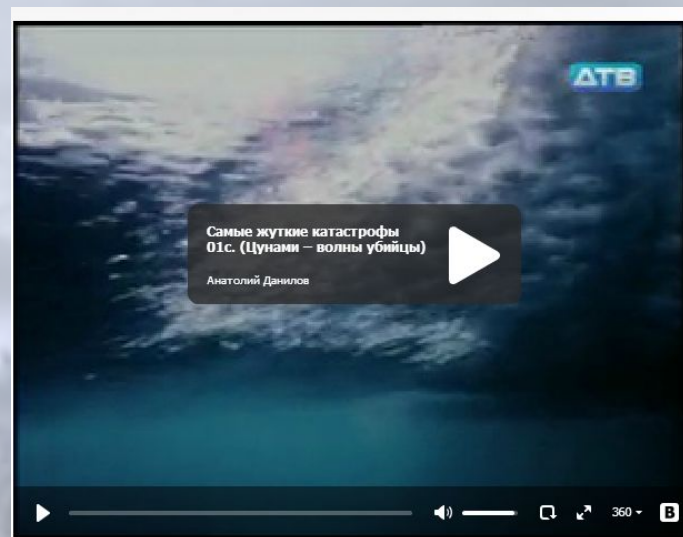 ДТВ
Самые жуткие катастрофы
01с. (Цунами – волны убийцы)
Анатолий Данилов
360
B